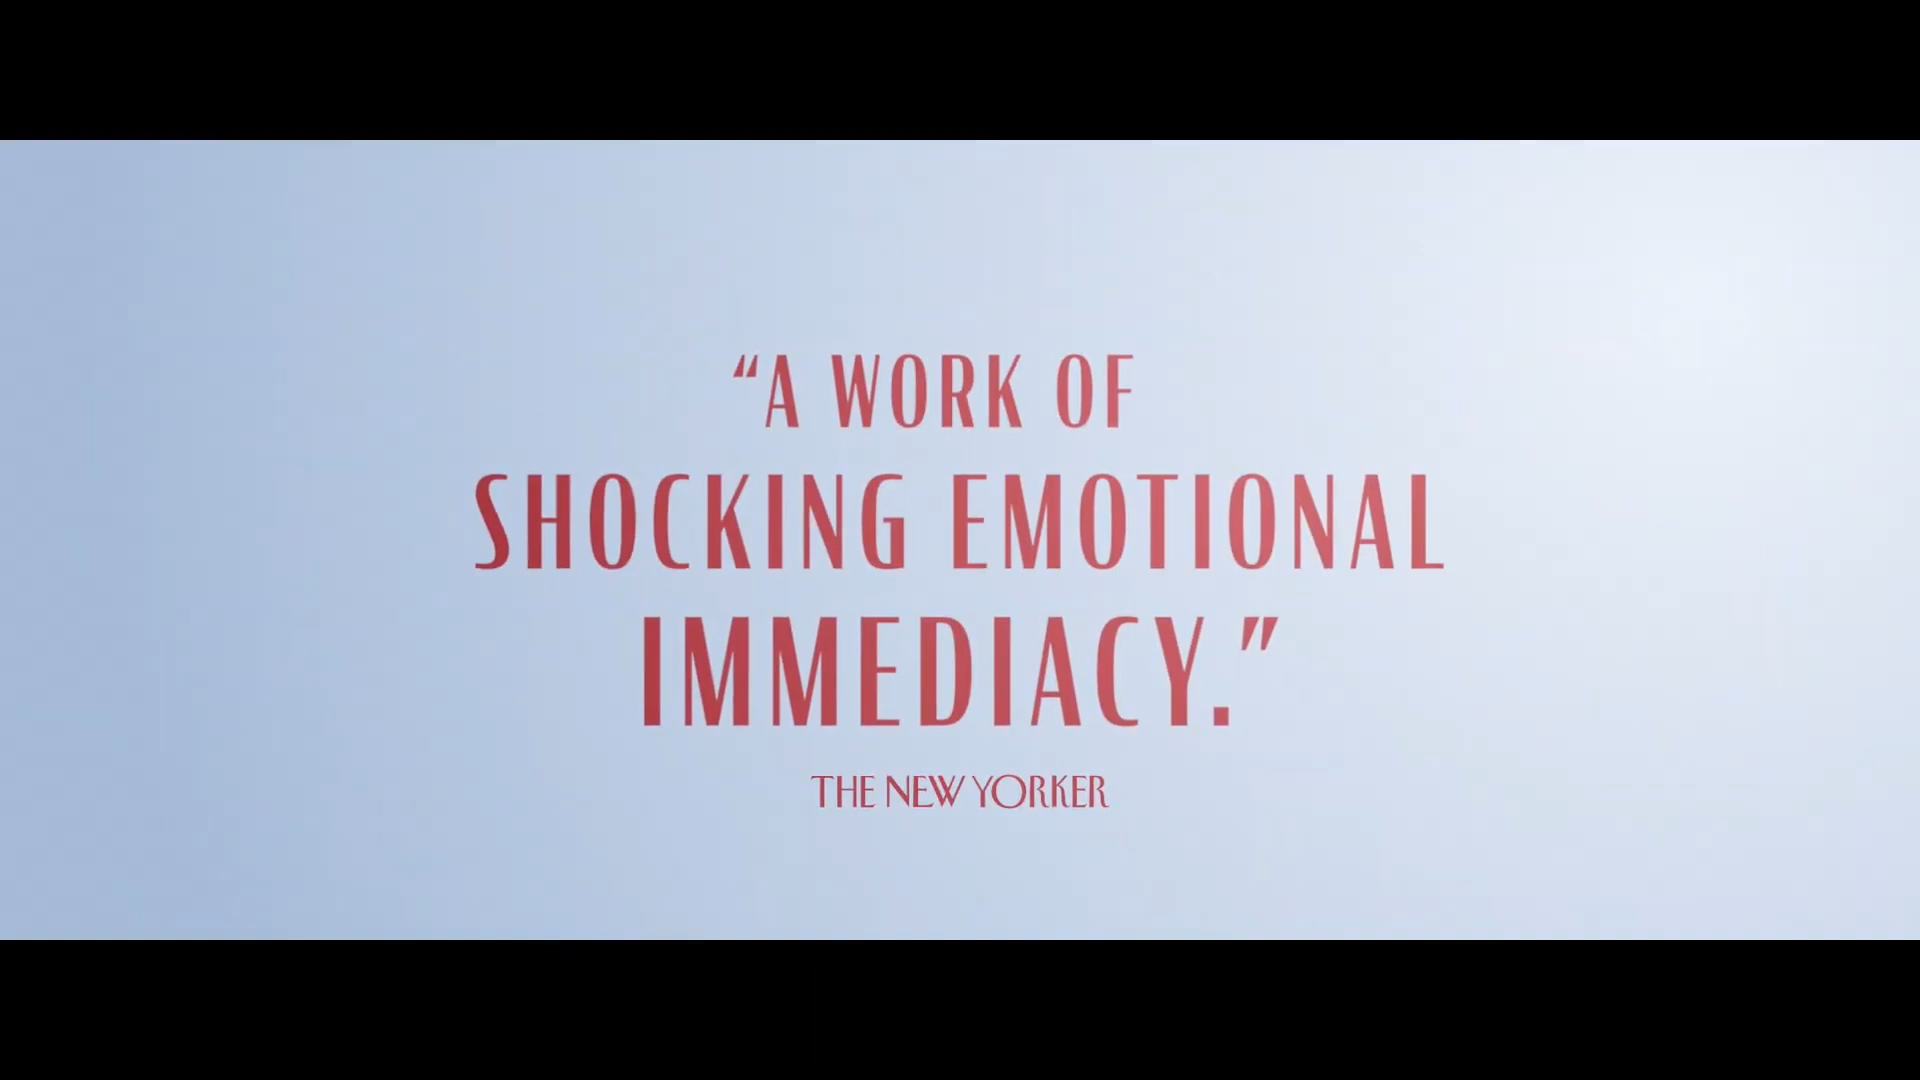 “A WORK OF
SHOCKING EMOTIONAL
IMMEDIACY.”
THE NEW YORKER